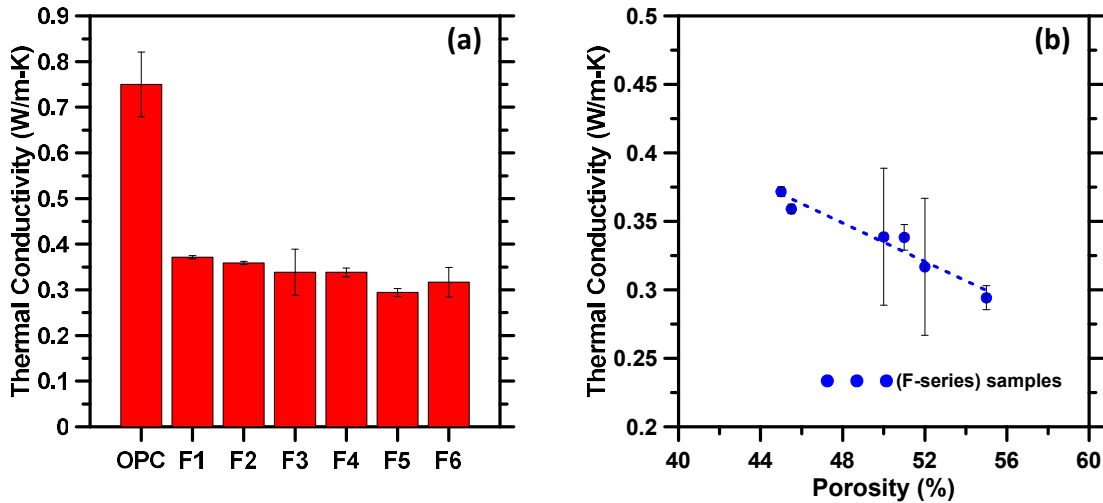 (a)
Thermal Conductivity (W/m-K)
0.9
0.8
0.7
0.6
0.5
0.4
0.3
0.2
0.1
0
OPC F1 F2 F3 F4 F5 F6
(b)
Thermal Conductivity (W/m-K)
0.5
0.45
0.4
0.35
0.3
0.25
0.2
(F-series) samples
40 44 48 52 56 60
Porosity (%)